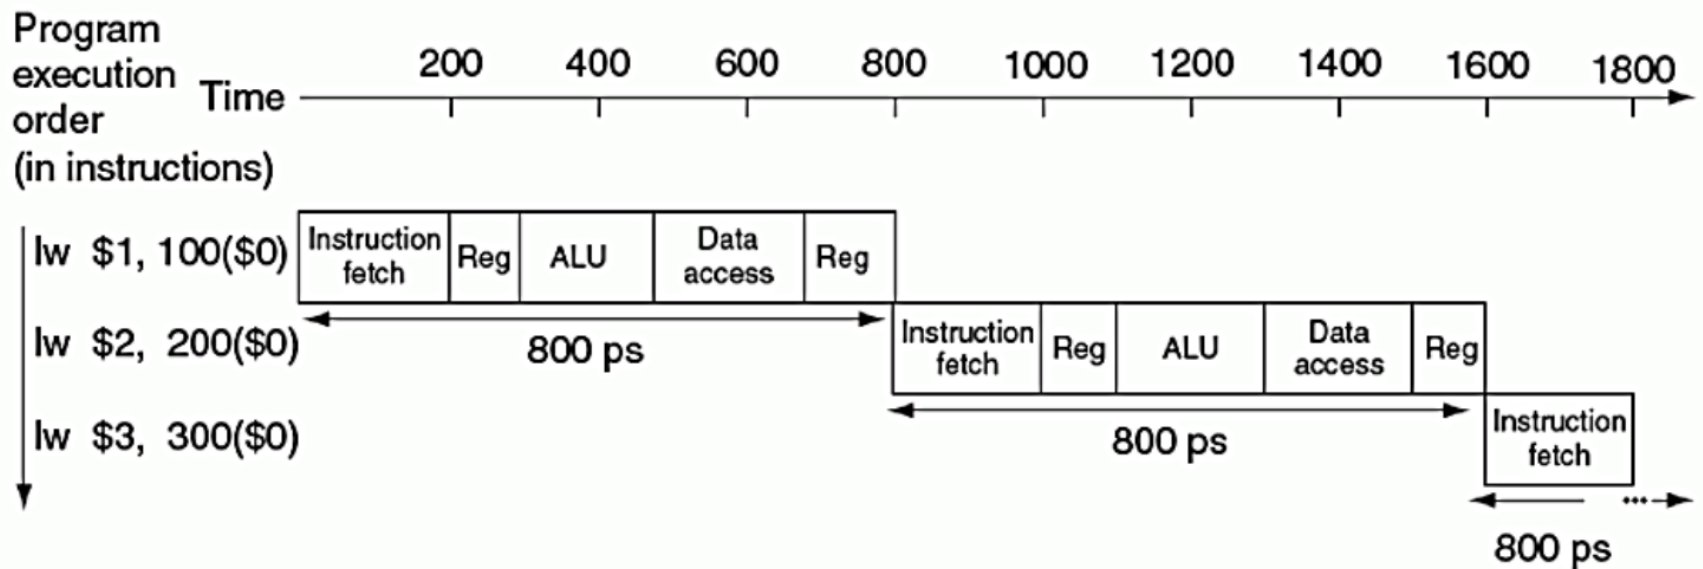 Program
execution
order
(in instructions)
Time
200 400 600 800 1000 1200 1400 1600 1800
lw $1, 100($0)
Instruction
fetch
Reg
ALU
Data
access
Reg
800 ps
lw $2, 200($0)
Instruction
fetch
Reg
ALU
Data
access
Reg
800 ps
lw $3, 300($0)
Instruction
fetch
...
800 ps